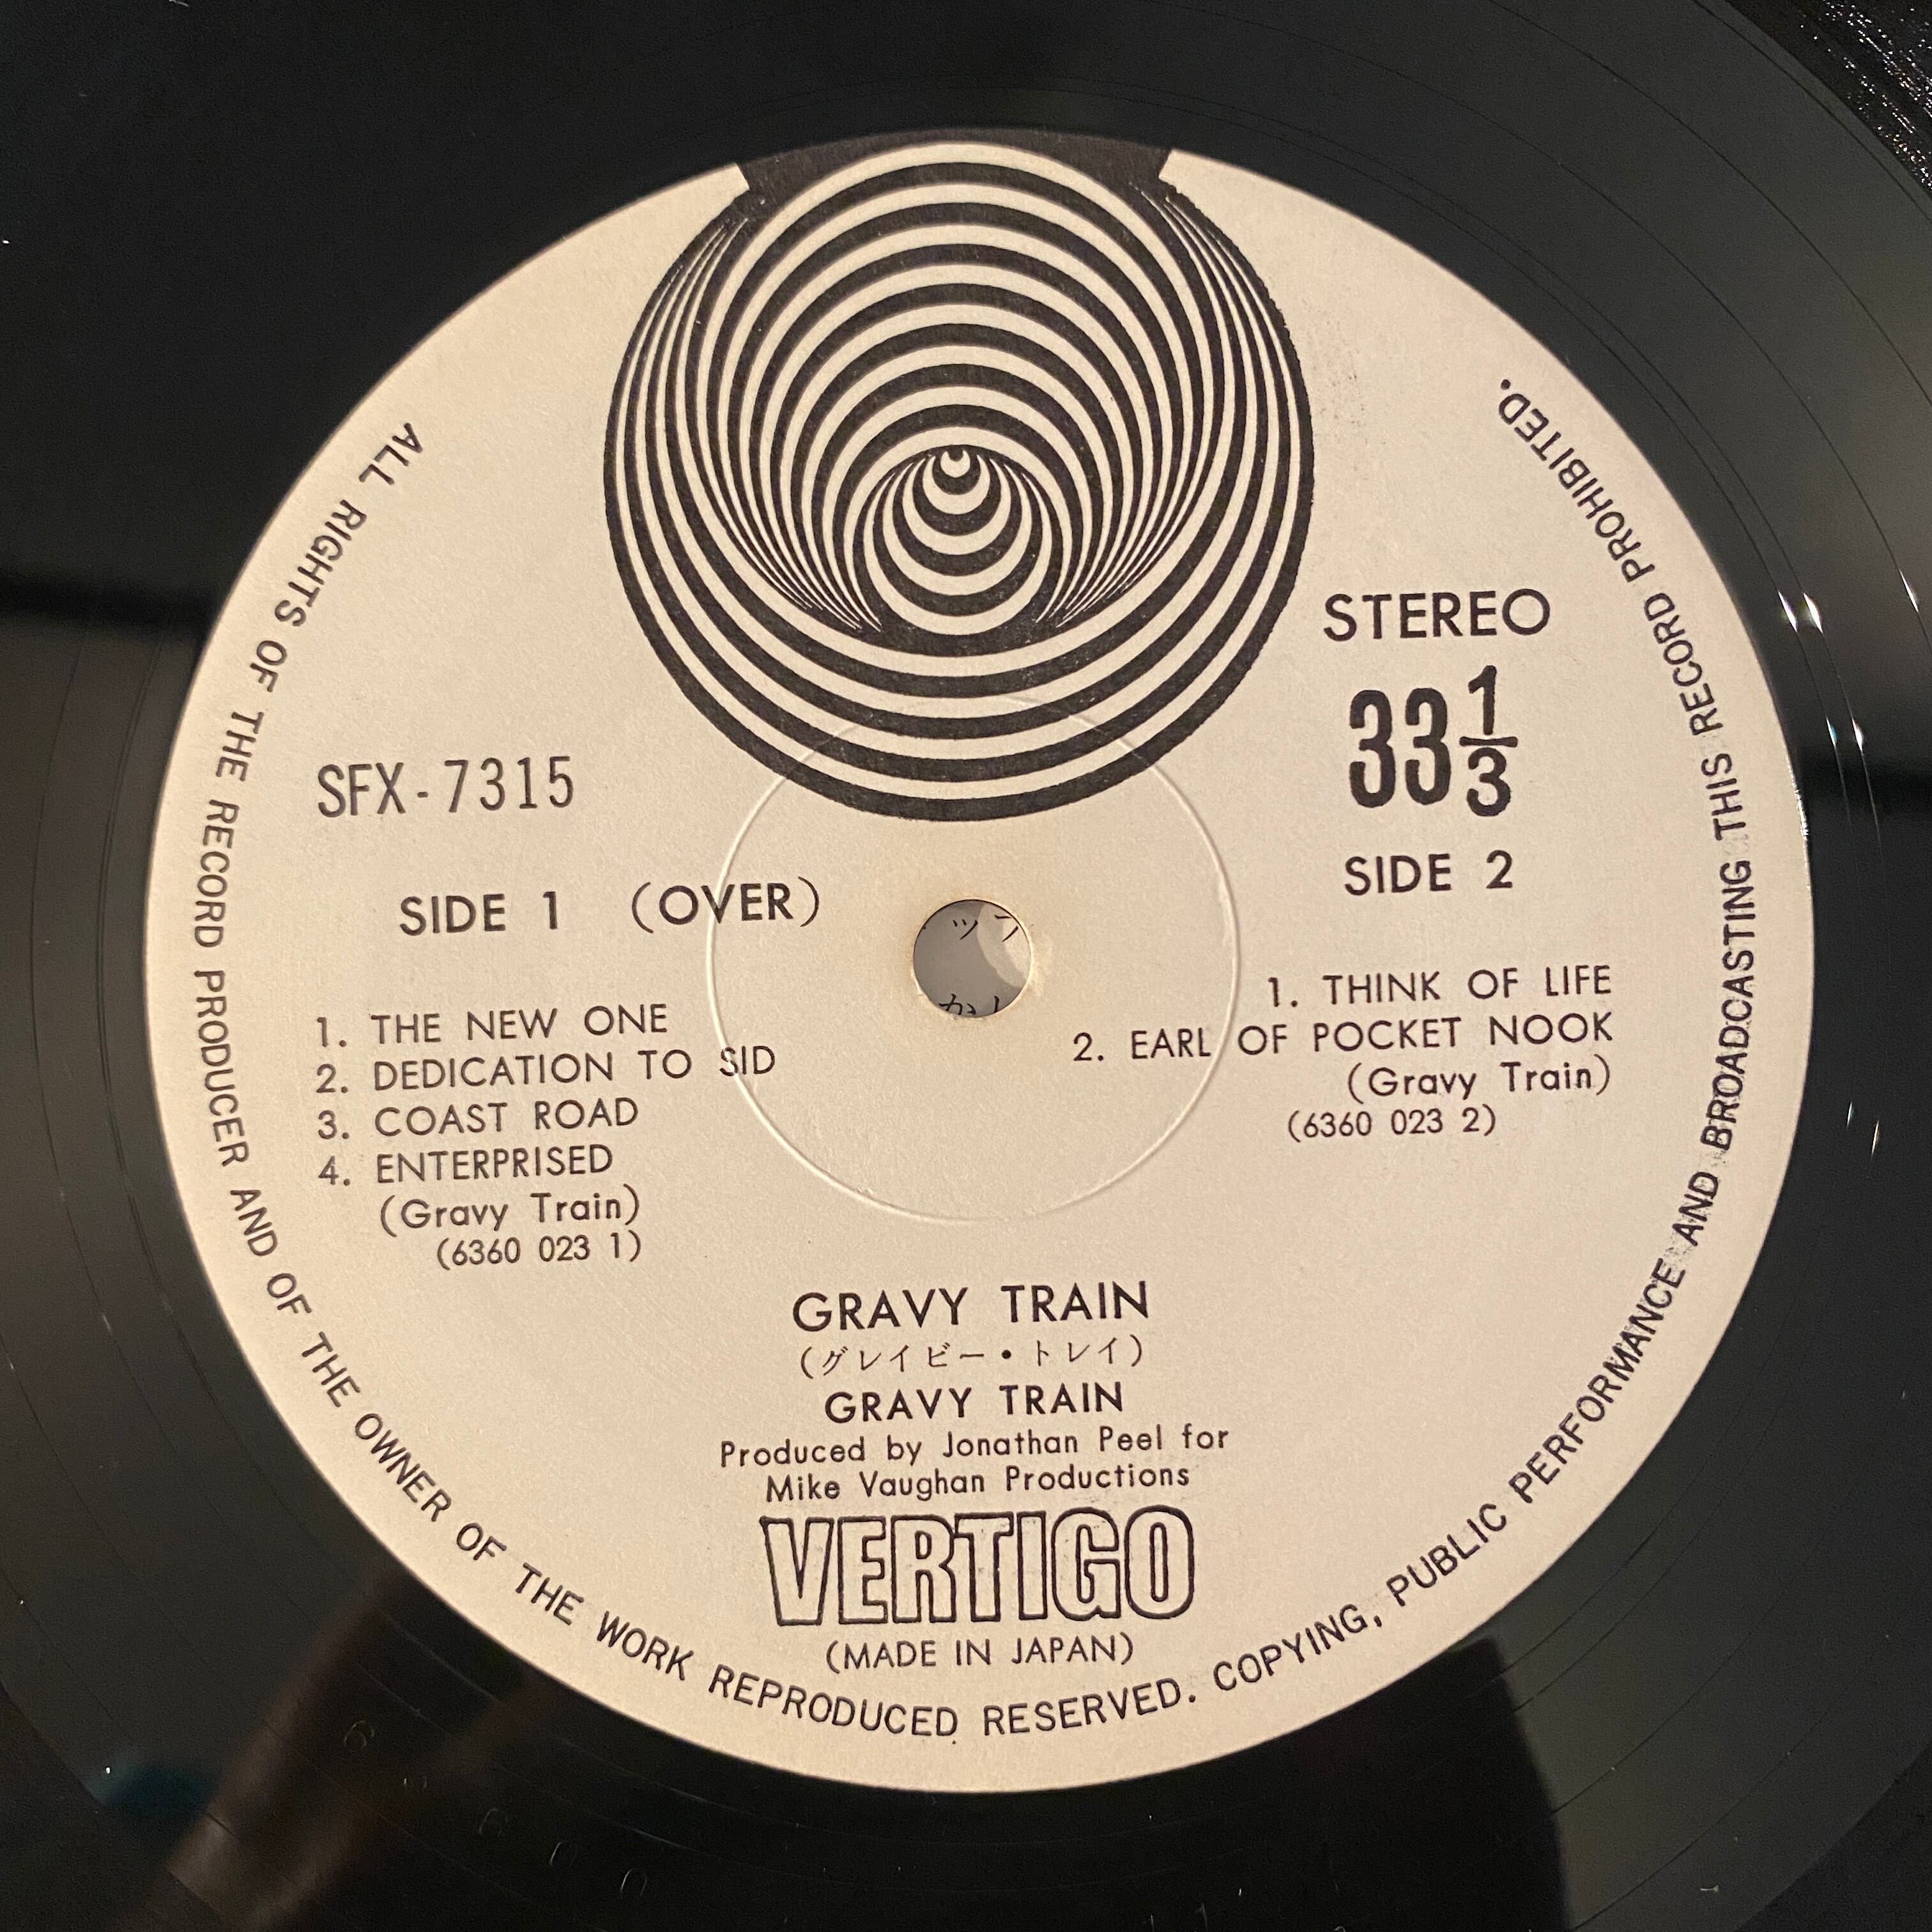 STEREO
33 1/3
SFX-7315
SIDE 1 (OVER)
1. THE NEW ONE
2. DEDICATION TO SID
3. COAST ROAD
4. ENTERPRISED
(Gravy Train)
(6360 023 1)
SIDE 2
1. THINK OF LIFE
2. EARL OF POCKET NOOK
(Gravy Train)
(6360 023 2)
GRAVY TRAIN
(グレイビー・トレイ)
GRAVY TRAIN
Produced by Jonathan Peel for
Mike Vaughan Productions
VERTIGO
(MADE IN JAPAN)
ALL RIGHTS OF THE RECORD PRODUCER AND OF THE OWNER OF THE WORK REPRODUCED RESERVED. COPYING, PUBLIC PERFORMANCE AND BROADCASTING THIS RECORD PROHIBITED.